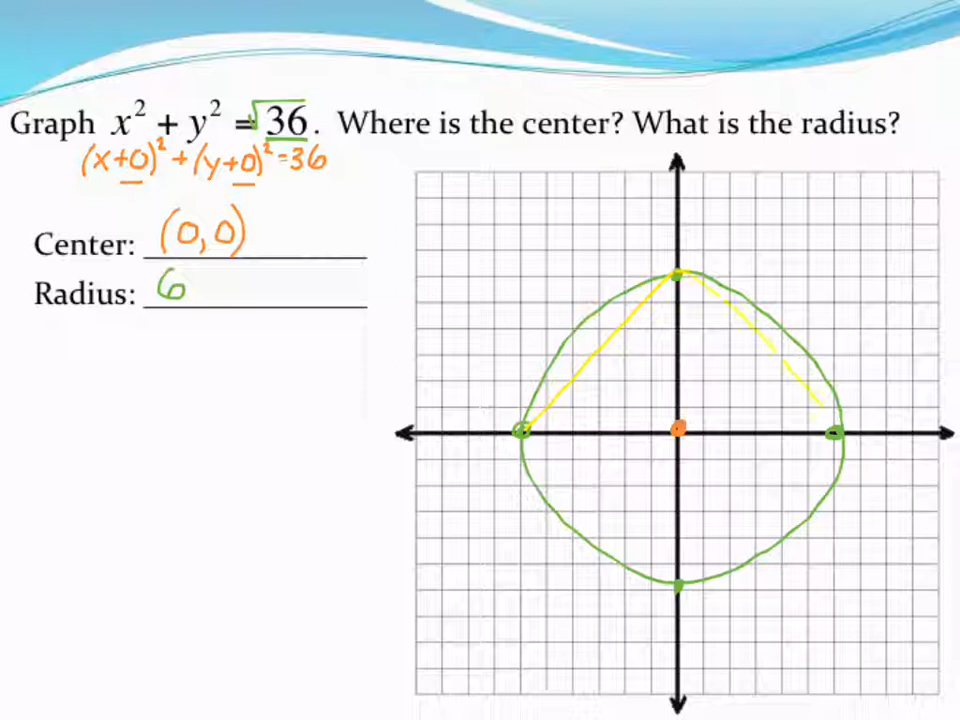 Graph x² + y² = √36. Where is the center? What is the radius?
(x+0)² + (y+0)² = 36
Center: (0,0)
Radius: 6